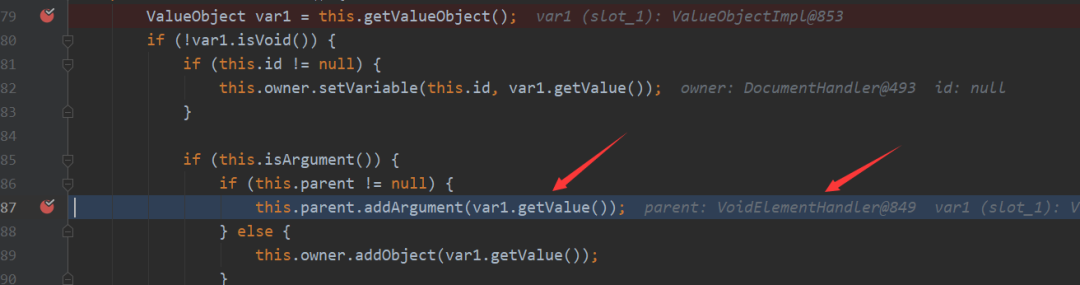 79 ValueObject var1 = this.getValueObject(); var1 (slot_1): ValueObjectImpl@853
80 if (!var1.isVoid()) {
81 if (this.id != null) {
82 this.owner.setVariable(this.id, var1.getValue()); owner: DocumentHandler@493 id: null
83 }
84
85 if (this.isArgument()) {
86 if (this.parent != null) {
87 this.parent.addArgument(var1.getValue()); parent: VoidElementHandler@849 var1 (slot_1): V
88 } else {
89 this.owner.addObject(var1.getValue());
90 }